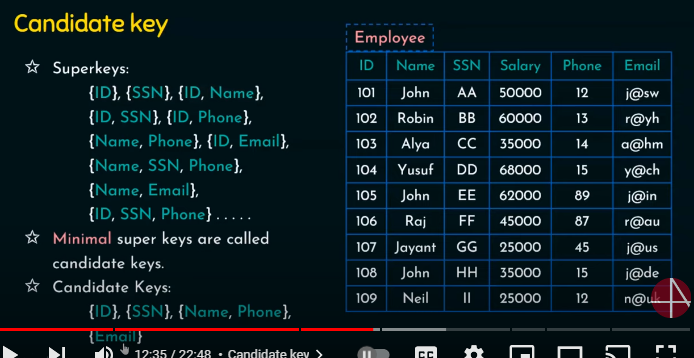 Candidate key
☆ Superkeys:
{ID}, {SSN}, {ID, Name},
{ID, SSN}, {ID, Phone},
{Name, Phone}, {ID, Email},
{Name, SSN, Phone},
{Name, Email},
{ID, SSN, Phone} . . . . .
☆ Minimal super keys are called
candidate keys.
☆ Candidate Keys:
{ID}, {SSN}, {Name, Phone},
{Email}
Employee
ID Name SSN Salary Phone Email
101 John AA 50000 12 j@sw
102 Robin BB 60000 13 r@yh
103 Alya CC 35000 14 a@hm
104 Yusuf DD 68000 15 y@ch
105 John EE 62000 89 j@in
106 Raj FF 45000 87 r@au
107 Jayant GG 25000 45 j@us
108 John HH 35000 15 j@de
109 Neil II 25000 12 n@uk
12:35 / 22:48 • Candidate key >